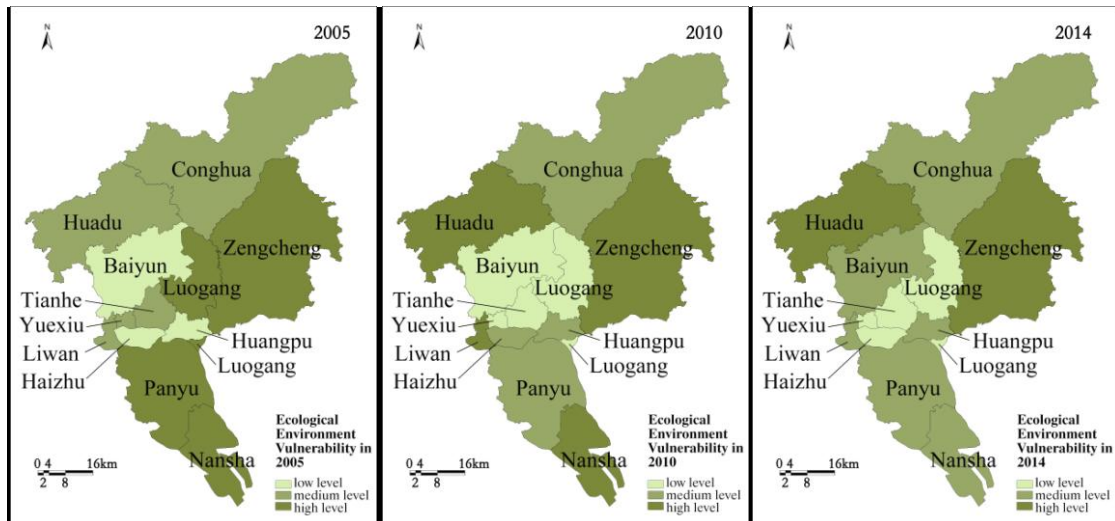 N
2005
Conghua
Huadu
Zengcheng
Baiyun
Luogang
Tianhe
Yuexiu
Liwan
Haizhu
Huangpu
Luogang
Panyu
Nansha
Ecological
Environment
Vulnerability in
2005
0 4 16km
2 8
low level
medium level
high level
N
2010
Conghua
Huadu
Zengcheng
Baiyun
Luogang
Tianhe
Yuexiu
Liwan
Haizhu
Huangpu
Luogang
Panyu
Nansha
Ecological
Environment
Vulnerability in
2010
0 4 16km
2 8
low level
medium level
high level
N
2014
Conghua
Huadu
Zengcheng
Baiyun
Luogang
Tianhe
Yuexiu
Liwan
Haizhu
Huangpu
Luogang
Panyu
Nansha
Ecological
Environment
Vulnerability in
2014
0 4 16km
2 8
low level
medium level
high level